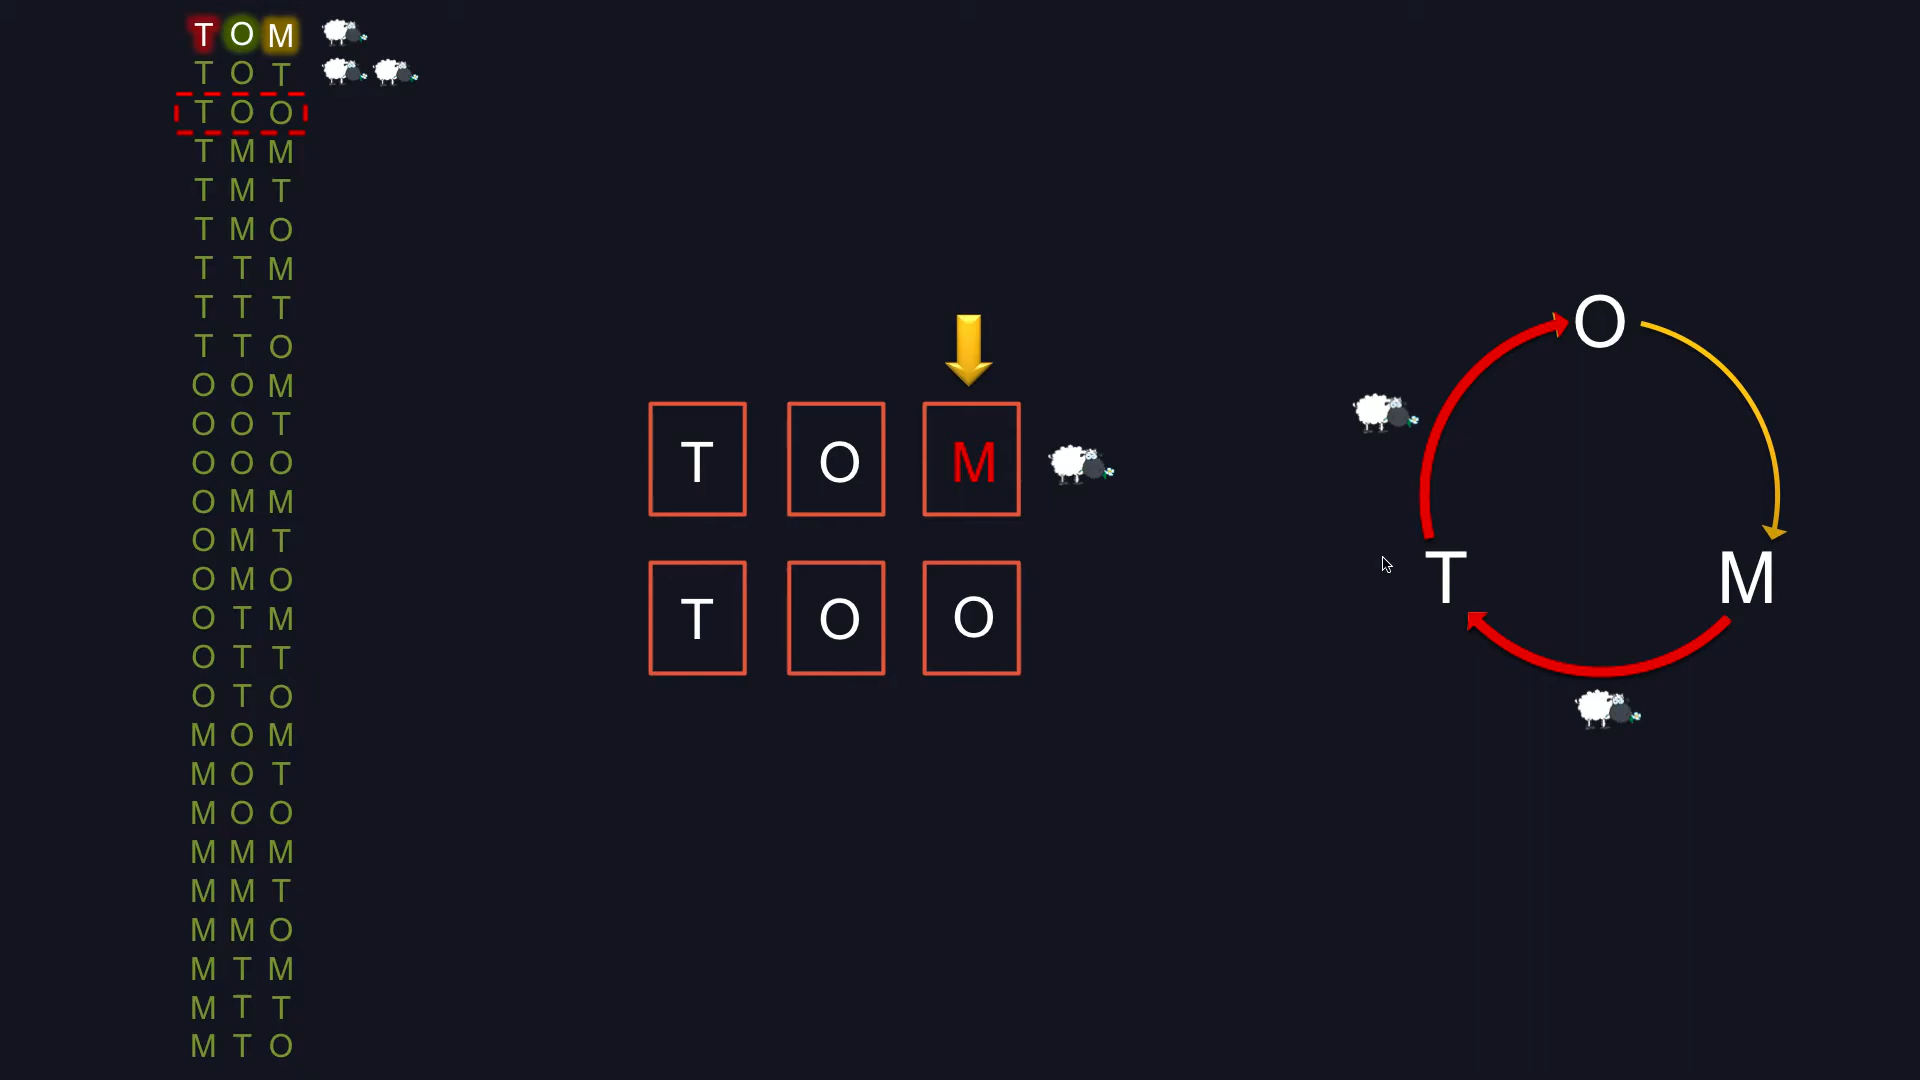 T O M
T O T
T O O
T M M
T M T
T M O
T T M
T T T
T T O
O O M
O O T
O O O
O M M
O M T
O M O
O T M
O T T
O T O
M O M
M O T
M O O
M M M
M M T
M M O
M T M
M T T
M T O
T O M
T O O
O
T M